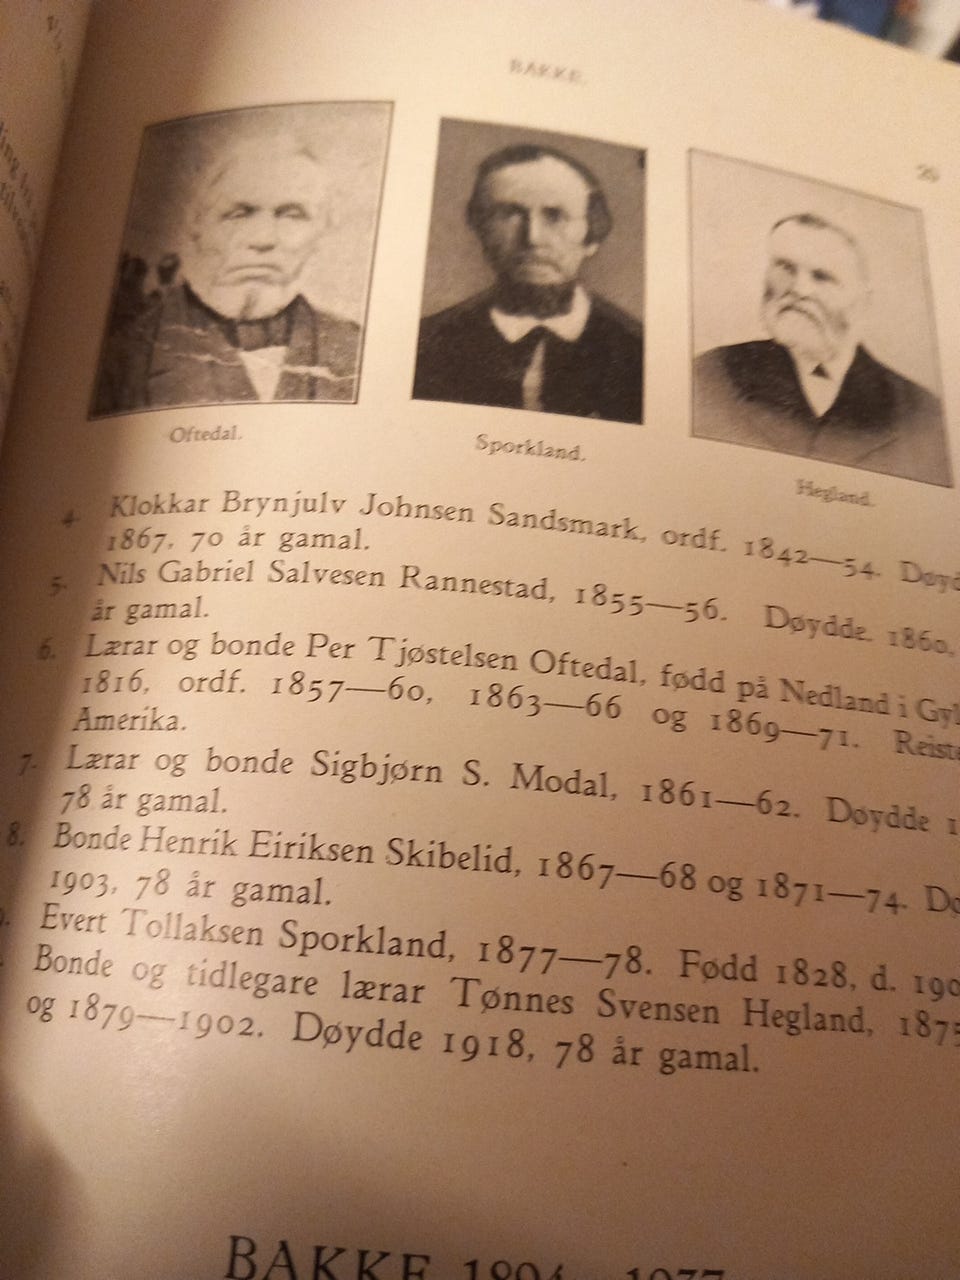 BAKKE.
29
Oftedal.
Sporkland.
Hegland.
4. Klokkar Brynjulv Johnsen Sandsmark, ordf. 1842—54.
1867, 70 år gamal.
5. Nils Gabriel Salvesen Rannestad, 1855—56. Døydde 1860,
år gamal.
6. Lærar og bonde Per Tjøstelsen Oftedal, fødd på Nedland i
1816, ordf. 1857—60, 1863—66 og 1869—71.
Amerika.
7. Lærar og bonde Sigbjørn S. Modal, 1861—62. Døydde
78 år gamal.
8. Bonde Henrik Eiriksen Skibelid, 1867—68 og 1871—74.
1903, 78 år gamal.
Evert Tollaksen Sporkland, 1877—78. Fødd 1828, d.
Bonde og tidlegare lærar Tønnes Svensen Hegland,
og 1879—1902. Døydde 1918, 78 år gamal.
BAKKE